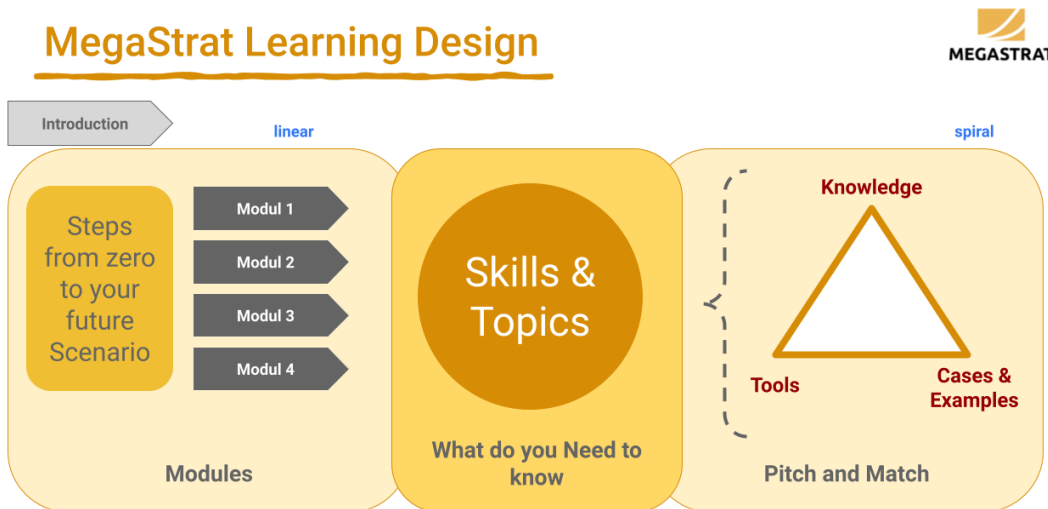 MegaStrat Learning Design
MEGASTRAT
Introduction
linear
spiral
Steps
from zero
to your
future
Scenario
Modul 1
Modul 2
Modul 3
Modul 4
Modules
Skills &
Topics
What do you Need to
know
Knowledge
Tools
Cases &
Examples
Pitch and Match